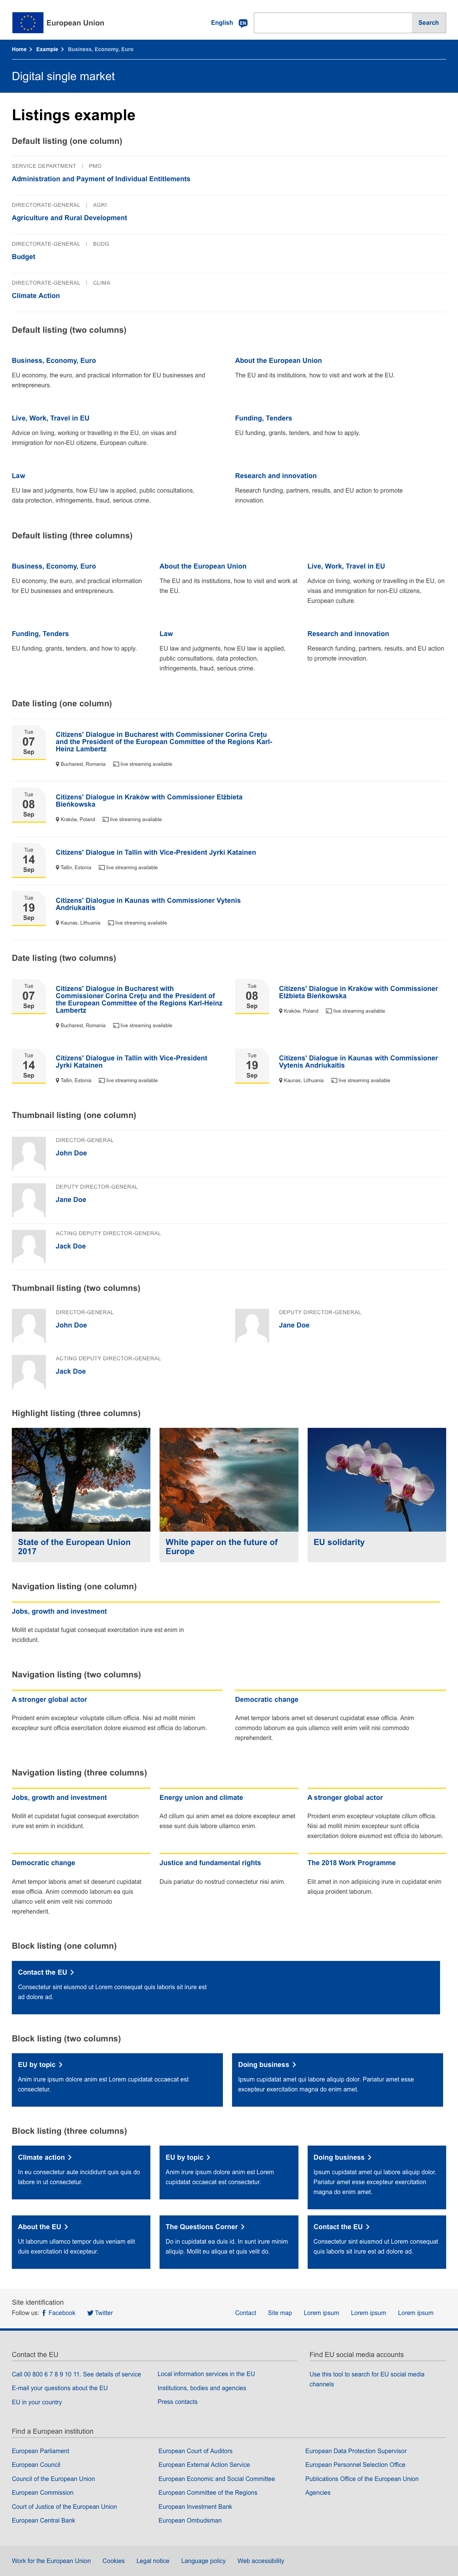 European Union
English EN
Search
Home > Example > Business, Economy, Euro
Digital single market
Listings example
Default listing (one column)
SERVICE DEPARTMENT | PMO
Administration and Payment of Individual Entitlements
DIRECTORATE-GENERAL | AGRI
Agriculture and Rural Development
DIRECTORATE-GENERAL | BUDG
Budget
DIRECTORATE-GENERAL | CLIMA
Climate Action
Default listing (two columns)
Business, Economy, Euro
EU economy, the euro, and practical information for EU businesses and
entrepreneurs.
About the European Union
The EU and its institutions, how to visit and work at the EU.
Live, Work, Travel in EU
Advice on living, working or travelling in the EU, on visas and
immigration for non-EU citizens, European culture.
Funding, Tenders
EU funding, grants, tenders, and how to apply.
Law
EU law and judgments, how EU law is applied, public consultations,
data protection, infringements, fraud, serious crime.
Research and innovation
Research funding, partners, results, and EU action to promote
innovation.
Default listing (three columns)
Business, Economy, Euro
EU economy, the euro, and practical information
for EU businesses and entrepreneurs.
About the European Union
The EU and its institutions, how to visit and work at
the EU.
Live, Work, Travel in EU
Advice on living, working or travelling in the EU, on
visas and immigration for non-EU citizens,
European culture.
Funding, Tenders
EU funding, grants, tenders, and how to apply.
Law
EU law and judgments, how EU law is applied,
public consultations, data protection,
infringements, fraud, serious crime.
Research and innovation
Research funding, partners, results, and EU action
to promote innovation.
Date listing (one column)
Tue
07
Sep
Citizens' Dialogue in Bucharest with Commissioner Corina Crețu
and the President of the European Committee of the Regions Karl-
Heinz Lambertz
Bucharest, Romania live streaming available
Tue
08
Sep
Citizens' Dialogue in Kraków with Commissioner Elżbieta
Bieńkowska
Kraków, Poland live streaming available
Tue
14
Sep
Citizens' Dialogue in Tallin with Vice-President Jyrki Katainen
Tallin, Estonia live streaming available
Tue
19
Sep
Citizens' Dialogue in Kaunas with Commissioner Vytenis
Andriukaitis
Kaunas, Lithuania live streaming available
Date listing (two columns)
Tue
07
Sep
Citizens' Dialogue in Bucharest with
Commissioner Corina Crețu and the President of
the European Committee of the Regions Karl-Heinz
Lambertz
Bucharest, Romania live streaming available
Tue
08
Sep
Citizens' Dialogue in Kraków with Commissioner
Elżbieta Bieńkowska
Kraków, Poland live streaming available
Tue
14
Sep
Citizens' Dialogue in Tallin with Vice-President
Jyrki Katainen
Tallin, Estonia live streaming available
Tue
19
Sep
Citizens' Dialogue in Kaunas with Commissioner
Vytenis Andriukaitis
Kaunas, Lithuania live streaming available
Thumbnail listing (one column)
DIRECTOR-GENERAL
John Doe
DEPUTY DIRECTOR-GENERAL
Jane Doe
ACTING DEPUTY DIRECTOR-GENERAL
Jack Doe
Thumbnail listing (two columns)
DIRECTOR-GENERAL
John Doe
DEPUTY DIRECTOR-GENERAL
Jane Doe
ACTING DEPUTY DIRECTOR-GENERAL
Jack Doe
Highlight listing (three columns)
State of the European Union
2017
White paper on the future of
Europe
EU solidarity
Navigation listing (one column)
Jobs, growth and investment
Mollit et cupidatat fugiat consequat exercitation irure est enim in
incididunt.
Navigation listing (two columns)
A stronger global actor
Proident enim excepteur voluptate cillum officia. Nisi ad mollit minim
excepteur sunt officia exercitation dolore eiusmod est officia do laborum.
Democratic change
Amet tempor laboris amet sit deserunt cupidatat esse officia. Anim
commodo laborum ea quis ullamco velit enim velit nisi commodo
reprehenderit.
Navigation listing (three columns)
Jobs, growth and investment
Mollit et cupidatat fugiat consequat exercitation
irure est enim in incididunt.
Energy union and climate
Ad cillum qui anim amet ea dolore excepteur amet
esse sunt duis labore ullamco enim.
A stronger global actor
Proident enim excepteur voluptate cillum officia.
Nisi ad mollit minim excepteur sunt officia
exercitation dolore eiusmod est officia do laborum.
Democratic change
Amet tempor laboris amet sit deserunt cupidatat
esse officia. Anim commodo laborum ea quis
ullamco velit enim velit nisi commodo
reprehenderit.
Justice and fundamental rights
Duis pariatur do nostrud consectetur nisi anim.
The 2018 Work Programme
Elit amet in non adipisicing irure in cupidatat enim
aliqua proident laborum.
Block listing (one column)
Contact the EU >
Consectetur sint eiusmod ut Lorem consequat quis laboris sit irure est
ad dolore ad.
Block listing (two columns)
EU by topic >
Anim irure ipsum dolore anim est Lorem cupidatat occaecat est
consectetur.
Doing business >
Ipsum cupidatat amet qui labore aliquip dolor. Pariatur amet esse
excepteur exercitation magna do enim amet.
Block listing (three columns)
Climate action >
In eu consectetur aute incididunt quis quis do
labore in ut consectetur.
EU by topic >
Anim irure ipsum dolore anim est Lorem
cupidatat occaecat est consectetur.
Doing business >
Ipsum cupidatat amet qui labore aliquip dolor.
Pariatur amet esse excepteur exercitation
magna do enim amet.
About the EU >
Ut laborum ullamco tempor duis veniam elit
duis exercitation id excepteur.
The Questions Corner >
Do in cupidatat ea duis id. In sunt irure minim
aliquip. Mollit eu aliqua et quis velit do.
Contact the EU >
Consectetur sint eiusmod ut Lorem consequat
quis laboris sit irure est ad dolore ad.
Site identification
Follow us: Facebook Twitter
Contact Site map Lorem ipsum Lorem ipsum Lorem ipsum
Contact the EU
Call 00 800 6 7 8 9 10 11. See details of service
E-mail your questions about the EU
EU in your country
Local information services in the EU
Institutions, bodies and agencies
Press contacts
Find EU social media accounts
Use this tool to search for EU social media
channels
Find a European institution
European Parliament
European Council
Council of the European Union
European Commission
Court of Justice of the European Union
European Central Bank
European Court of Auditors
European External Action Service
European Economic and Social Committee
European Committee of the Regions
European Investment Bank
European Ombudsman
European Data Protection Supervisor
European Personnel Selection Office
Publications Office of the European Union
Agencies
Work for the European Union Cookies Legal notice Language policy Web accessibility